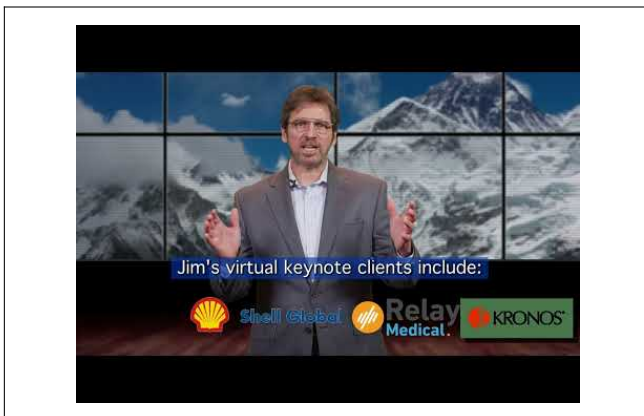 Jim's virtual keynote clients include:
Shell Global
Relay
Medical.
KRONOS